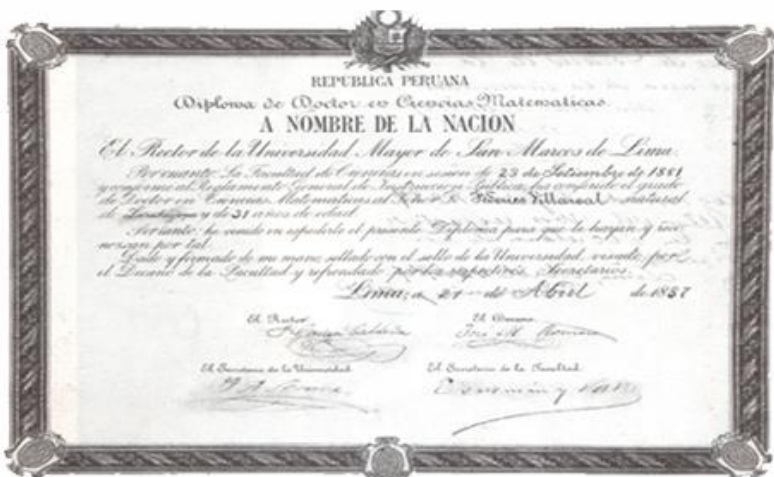 REPUBLICA PERUANA
Diploma de Doctor en Ciencias Matematicas
A NOMBRE DE LA NACION
El Rector de la Universidad Mayor de San Marcos de Lima.
Por cuanto: La Facultad de Ciencias en sesion de 23 de Setiembre de 1881
y conforme al Reglamento General de Instruccion Publica, ha conferido el grado
de Doctor en Ciencias Matematicas al Señor D. Federico Villareal natural
de y de 31 años de edad.
Por tanto: he venido en expedirle el presente Diploma para que le hayan y reco-
nozcan por tal.
Dado y firmado de mi mano, sellado con el sello de la Universidad, visado por
el Decano de la Facultad y refrendado por los respectivos Secretarios.
Lima, a 21 de Abril de 1887
El Rector El Decano
José M. Romero
El Secretario de la Universidad El Secretario de la Facultad